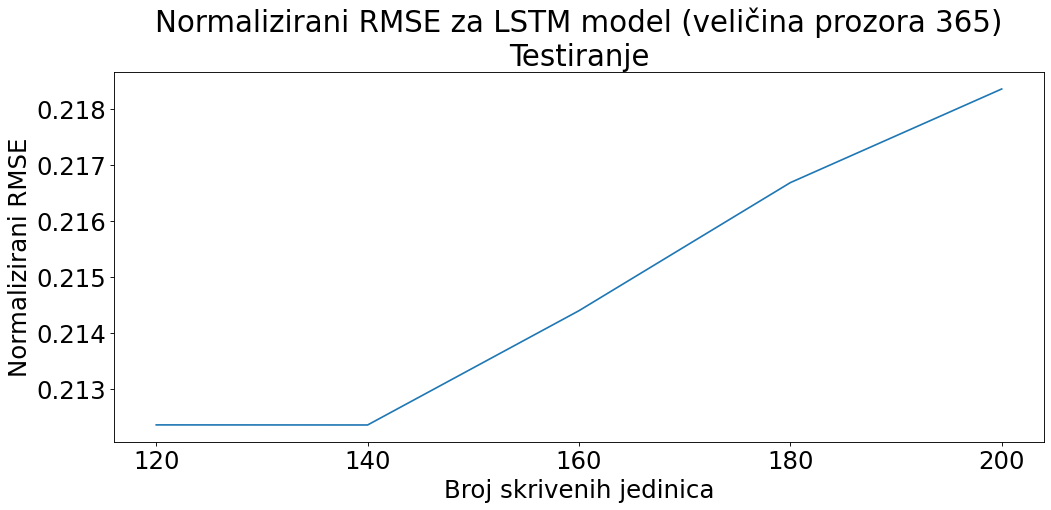 Normalizirani RMSE za LSTM model (veličina prozora 365)
Testiranje
Normalizirani RMSE
0.218
0.217
0.216
0.215
0.214
0.213
120 140 160 180 200
Broj skrivenih jedinica